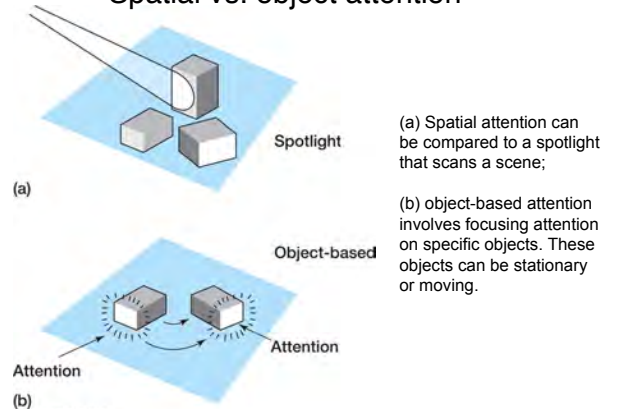 Spatial vs. object attention
Spotlight
(a)
(a) Spatial attention can
be compared to a spotlight
that scans a scene;
(b) object-based attention
involves focusing attention
on specific objects. These
objects can be stationary
or moving.
Object-based
Attention
Attention
(b)